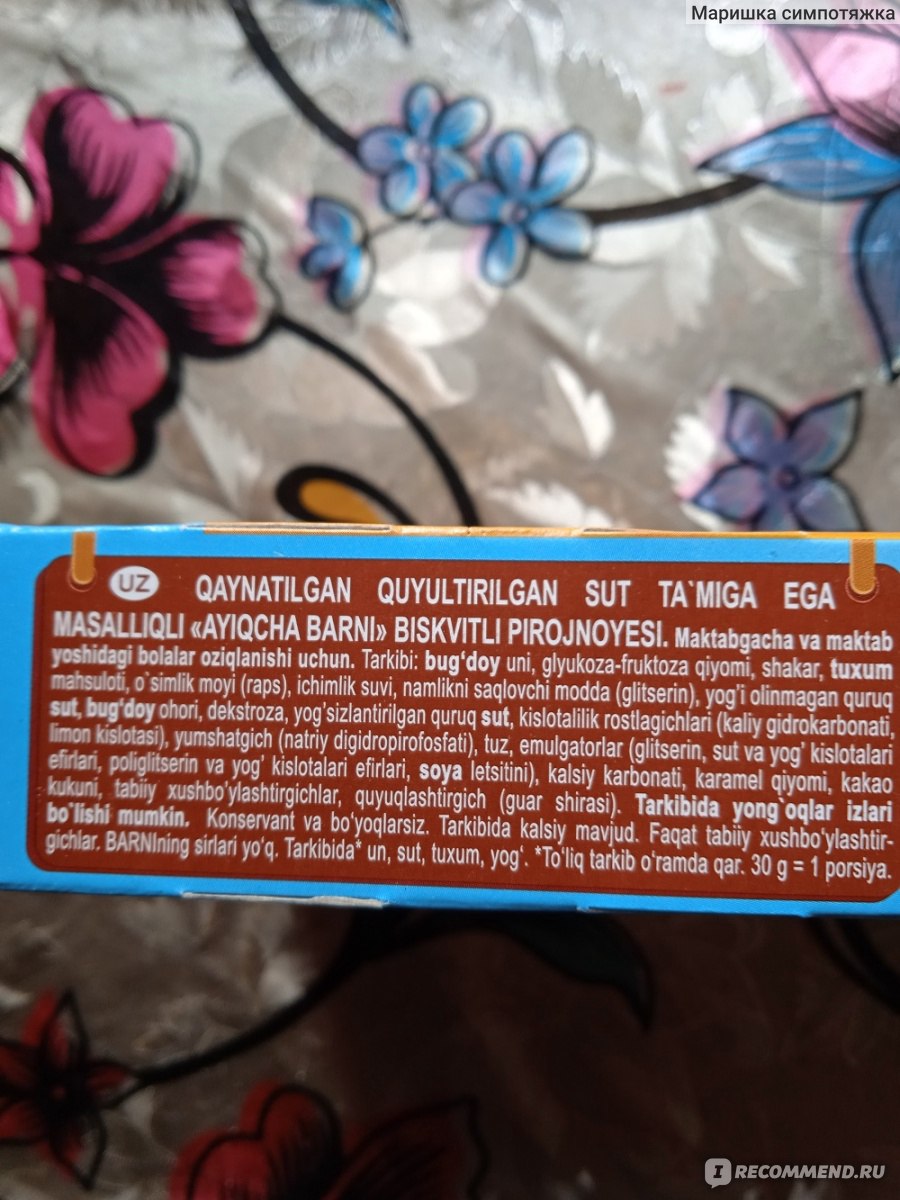 Маришка симпотяжка
UZ QAYNATILGAN QUYULTIRILGAN SUT TA`MIGA EGA
MASALLIQLI «AYIQCHA BARNI» BISKVITLI PIROJNOYESI. Maktabgacha va maktab
yoshidagi bolalar oziqlanishi uchun. Tarkibi: bug‘doy uni, glyukoza-fruktoza qiyomi, shakar, tuxum
mahsuloti, o`simlik moyi (raps), ichimlik suvi, namlikni saqlovchi modda (glitserin), yog’i olinmagan quruq
sut, bug‘doy ohori, dekstroza, yog’sizlantirilgan quruq sut, kislotalilik rostlagichlari (kaliy gidrokarbonati,
limon kislotasi), yumshatgich (natriy digidropirofosfati), tuz, emulgatorlar (glitserin, sut va yog’ kislotalari
efirlari, poliglitserin va yog’ kislotalari efirlari, soya letsitini), kalsiy karbonati, karamel qiyomi, kakao
kukuni, tabiiy xushbo‘ylashtirgichlar, quyuqlashtirgich (guar shirasi). Tarkibida yong`oqlar izlari
bo`lishi mumkin. Konservant va bo‘yoqlarsiz. Tarkibida kalsiy mavjud. Faqat tabiiy xushbo‘ylashtir-
gichlar. BARNIning sirlari yo‘q. Tarkibida* un, sut, tuxum, yog‘. *To‘liq tarkib o‘ramda qar. 30 g = 1 porsiya.
IRECOMMEND.RU